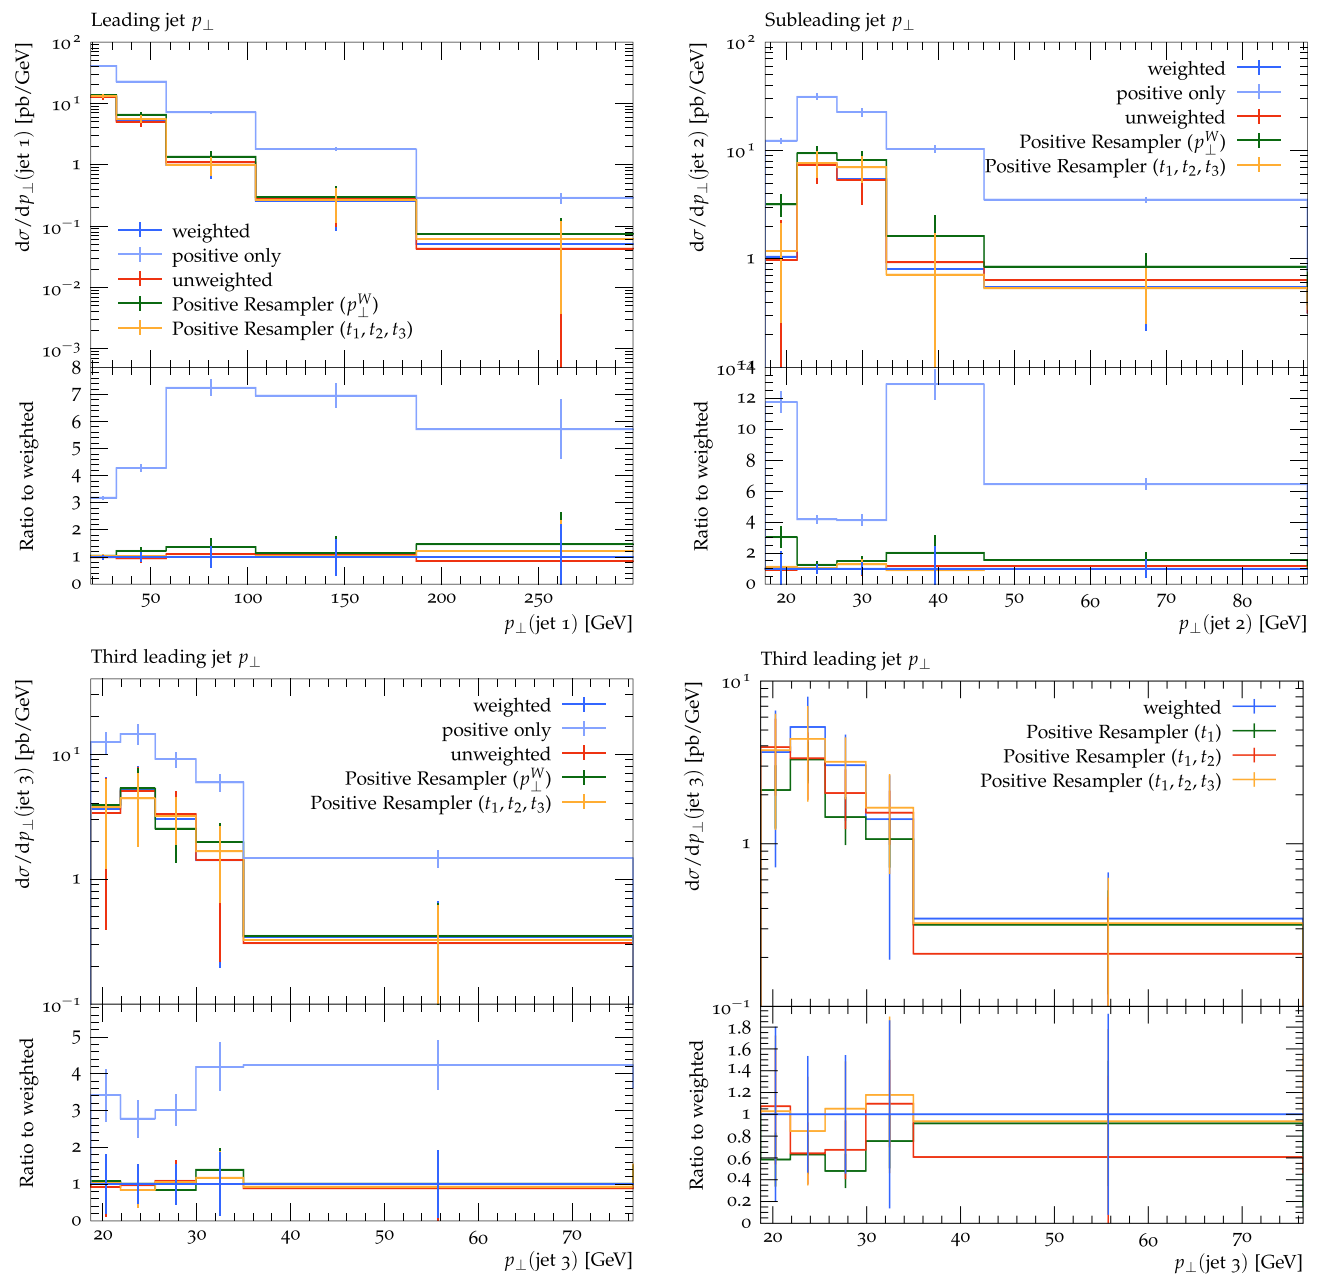 Leading jet p⊥
dσ/dp⊥(jet 1) [pb/GeV]
10²
10¹
1
10⁻¹
10⁻²
10⁻³
weighted
positive only
unweighted
Positive Resampler (p⊥ᵂ)
Positive Resampler (t₁, t₂, t₃)
Ratio to weighted
8
7
6
5
4
3
2
1
0
50 100 150 200 250
p⊥(jet 1) [GeV]
Subleading jet p⊥
dσ/dp⊥(jet 2) [pb/GeV]
10²
10¹
1
weighted
positive only
unweighted
Positive Resampler (p⊥ᵂ)
Positive Resampler (t₁, t₂, t₃)
Ratio to weighted
12
10
8
6
4
2
0
20 30 40 50 60 70 80
p⊥(jet 2) [GeV]
Third leading jet p⊥
dσ/dp⊥(jet 3) [pb/GeV]
10¹
1
10⁻¹
weighted
positive only
unweighted
Positive Resampler (p⊥ᵂ)
Positive Resampler (t₁, t₂, t₃)
Ratio to weighted
5
4
3
2
1
0
20 30 40 50 60 70
p⊥(jet 3) [GeV]
Third leading jet p⊥
dσ/dp⊥(jet 3) [pb/GeV]
10¹
1
10⁻¹
weighted
Positive Resampler (t₁)
Positive Resampler (t₁, t₂)
Positive Resampler (t₁, t₂, t₃)
Ratio to weighted
1.8
1.6
1.4
1.2
1
0.8
0.6
0.4
0.2
0
20 30 40 50 60 70
p⊥(jet 3) [GeV]